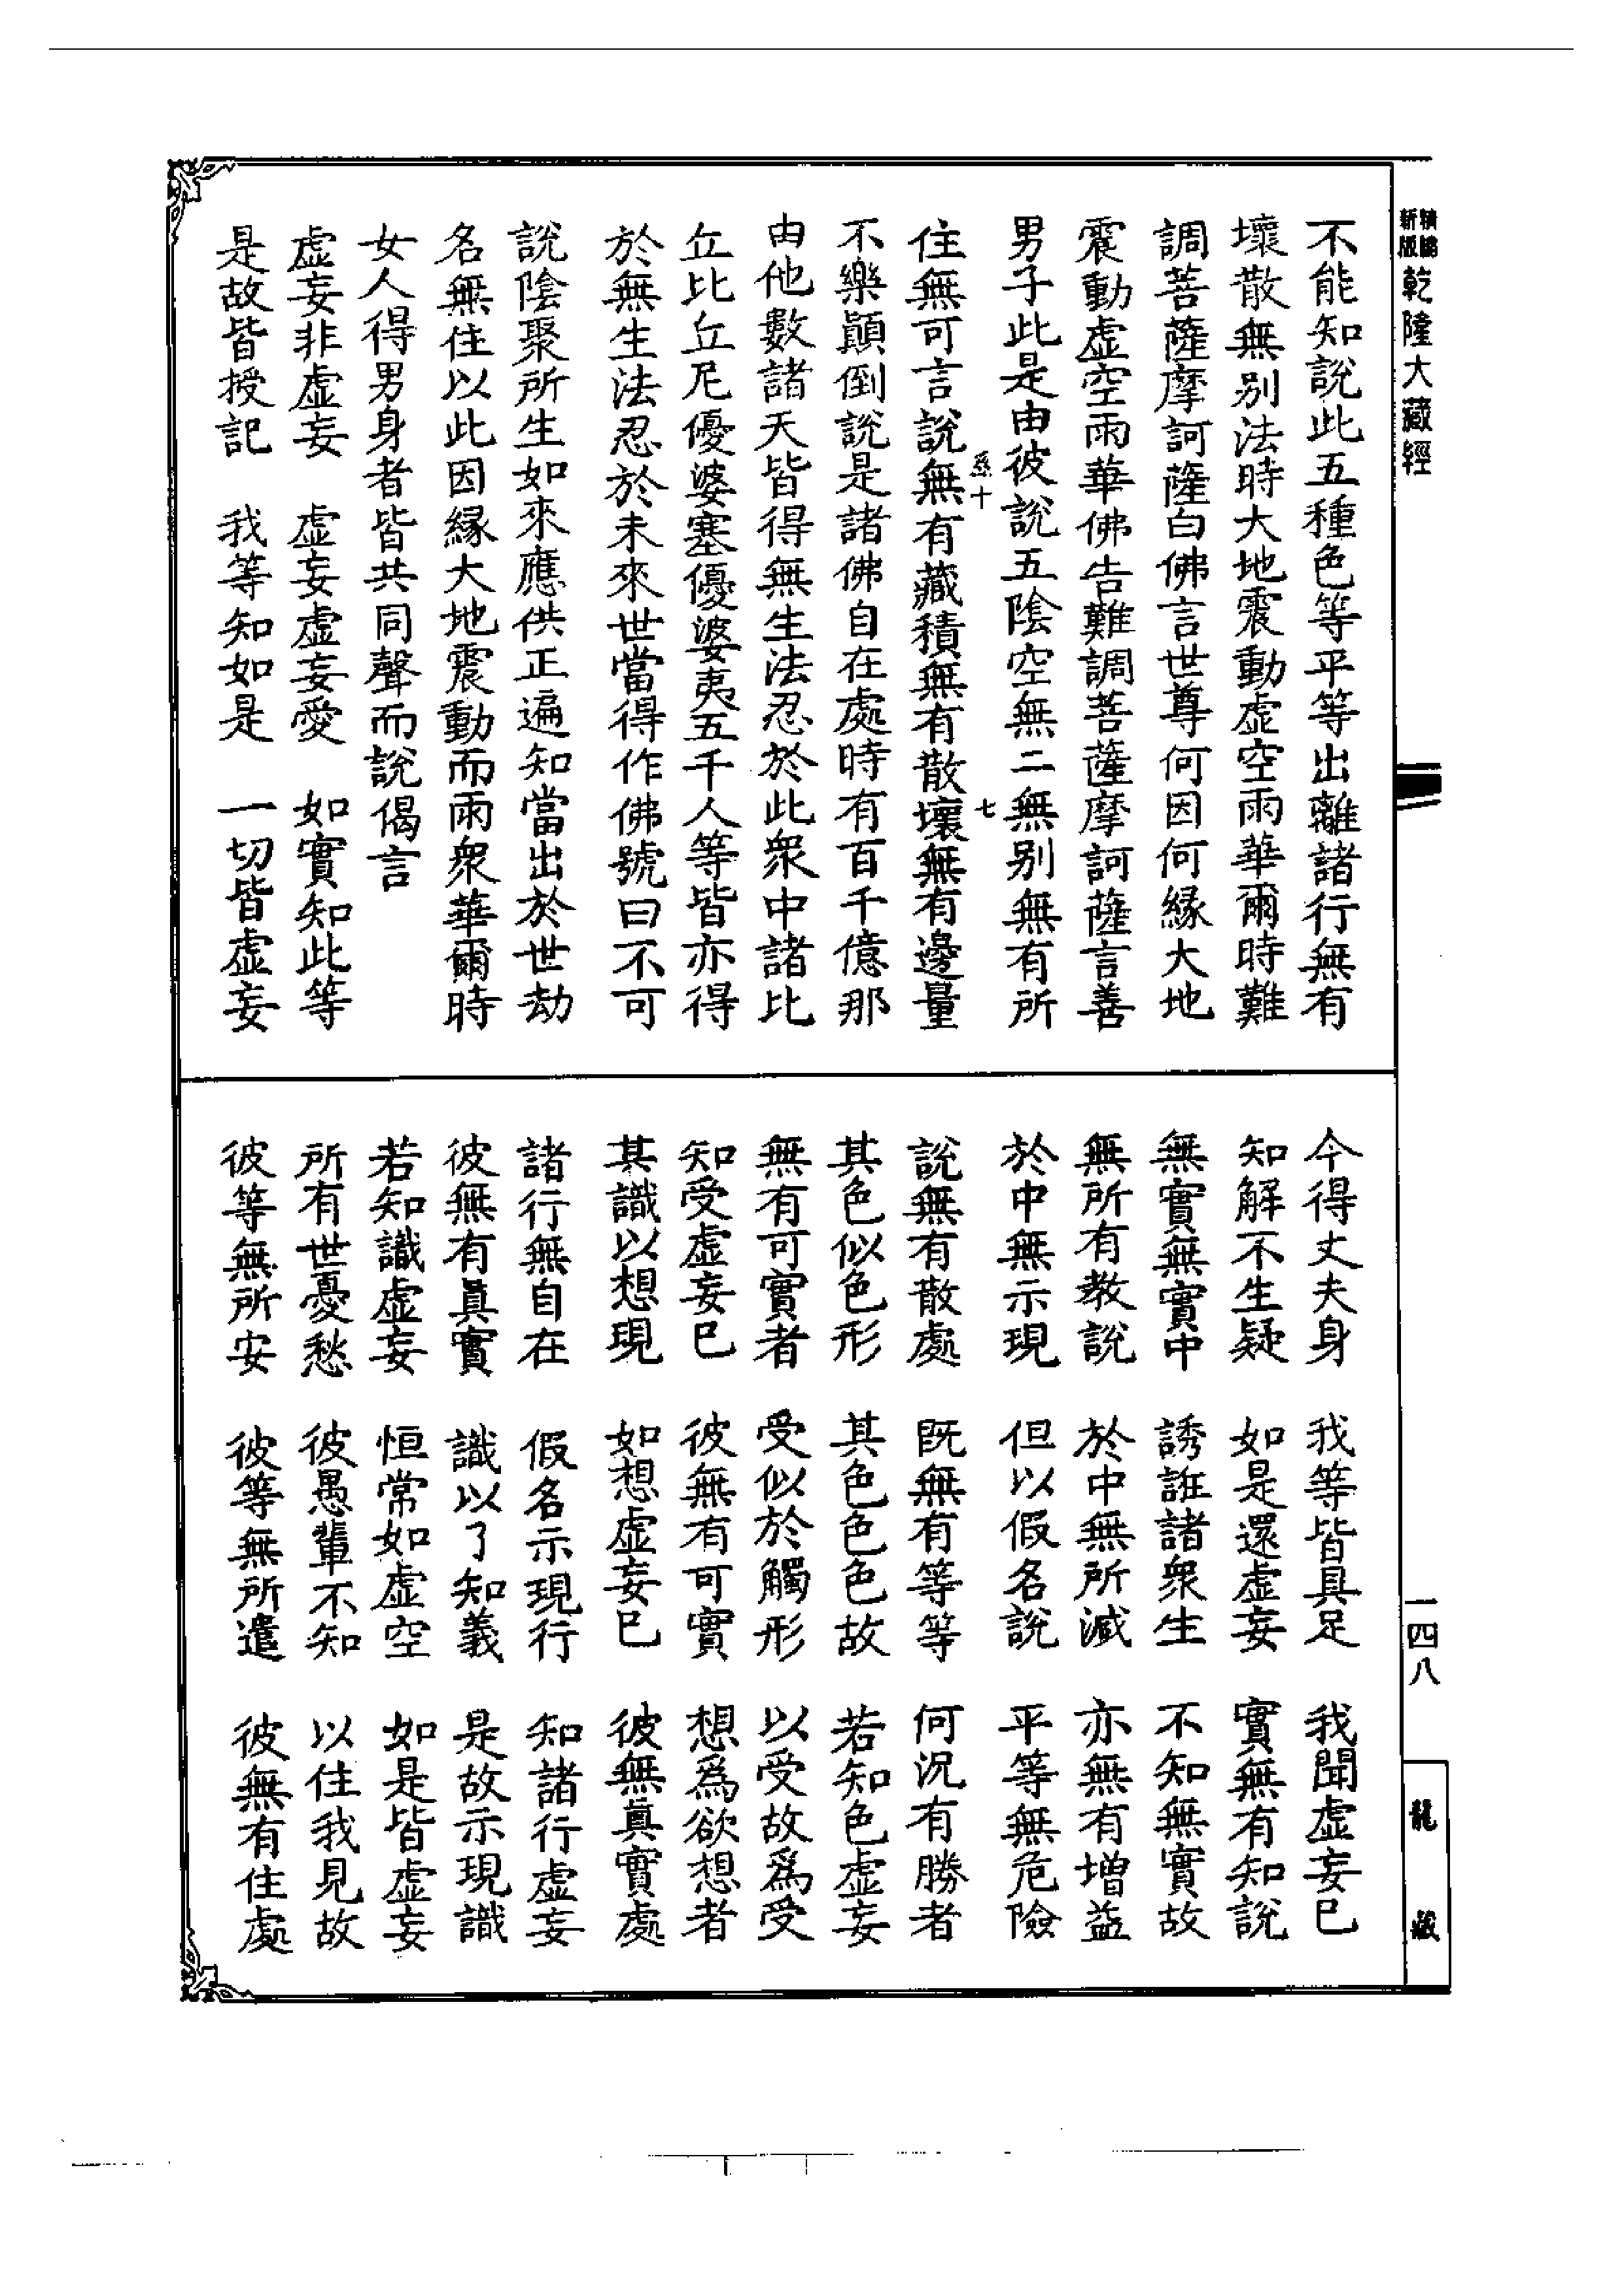 新版精編乾隆大藏經
不能知說此五種色等平等出離諸行無有
壞散無別法時大地震動虛空雨華爾時難
調菩薩摩訶薩白佛言世尊何因何緣大地
震動虛空雨華佛告難調菩薩摩訶薩言善
男子此是由彼說五陰空無二無別無有所
住無可言說無有藏積無有散壞無有邊量
不樂顚倒說是諸佛自在處時有百千億那
由他數諸天皆得無生法忍於此衆中諸比
丘比丘尼優婆塞優婆夷五千人等皆亦得
於無生法忍於未來世當得作佛號曰不可
說陰聚所生如來應供正遍知當出於世劫
名無住以此因緣大地震動而雨衆華爾時
女人得男身者皆共同聲而說偈言
虛妄非虛妄　虛妄虛妄愛　如實知此等
是故皆授記　我等知如是　一切皆虛妄
今得丈夫身　我等皆具足　我聞虛妄已
知解不生疑　如是還虛妄　實無有知說
無實無實中　誘誑諸衆生　不知無實故
無所有教說　於中無所減　亦無有增益
於中無示現　但以假名說　平等無危險
說無有散處　旣無有等等　何況有勝者
其色似色形　其色色色故　若知色虛妄
無有可實者　受似於觸形　以受故爲受
知受虛妄已　彼無有可實　想爲欲想者
其識以想現　如想虛妄已　彼無眞實處
諸行無自在　假名示現行　知諸行虛妄
彼無有眞實　識以了知義　是故示現識
若知識虛妄　恒常如虛空　如是皆虛妄
所有世憂愁　彼愚輩不知　以住我見故
彼等無所安　彼等無所遣　彼無有住處
十
七
一四八
龍藏